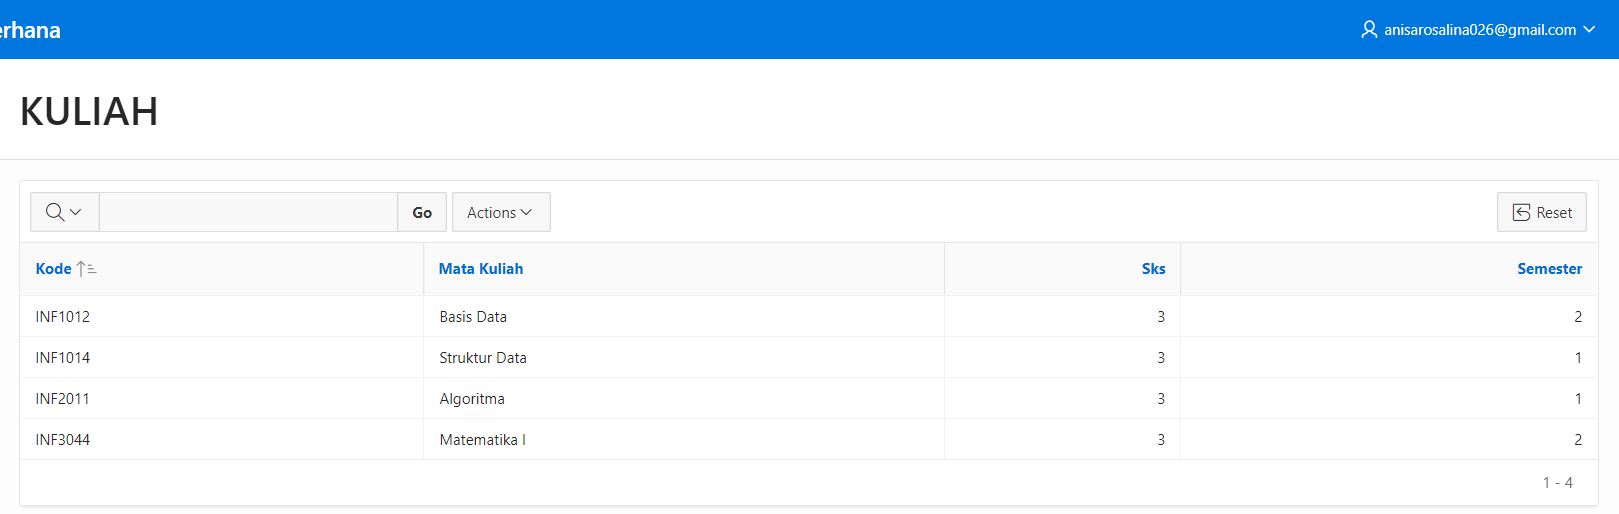 erhana
anisarosalina026@gmail.com
KULIAH
Go Actions Reset
Kode Mata Kuliah Sks Semester
INF1012 Basis Data 3 2
INF1014 Struktur Data 3 1
INF2011 Algoritma 3 1
INF3044 Matematika I 3 2
1 - 4